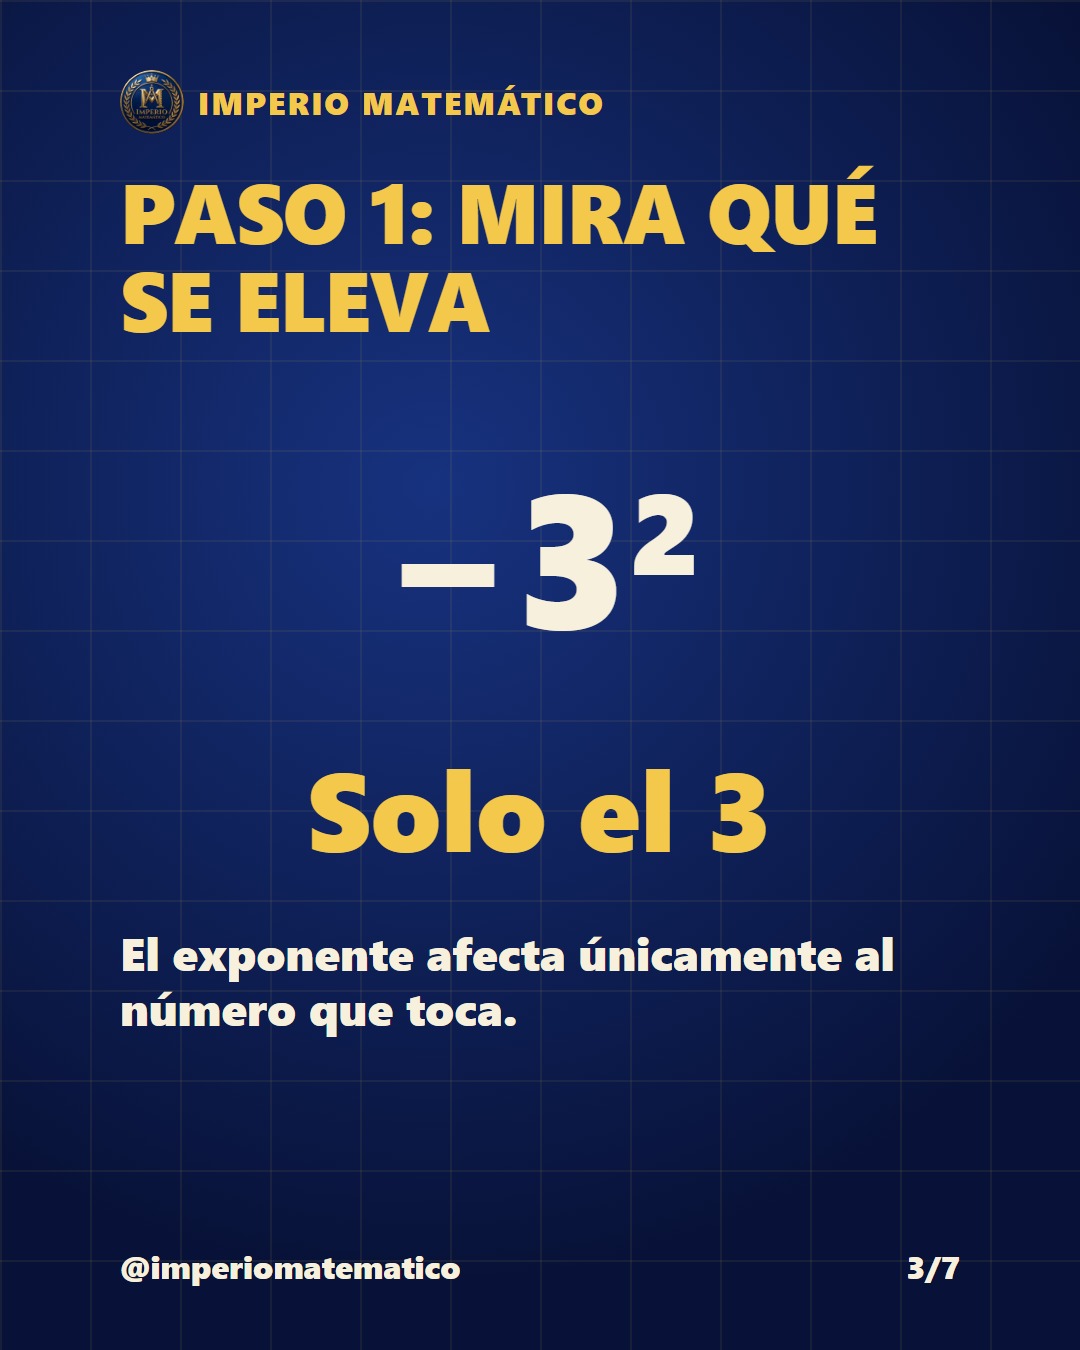 IMPERIO MATEMÁTICO
PASO 1: MIRA QUÉ
SE ELEVA
−3²
Solo el 3
El exponente afecta únicamente al
número que toca.
@imperiomatematico
3/7